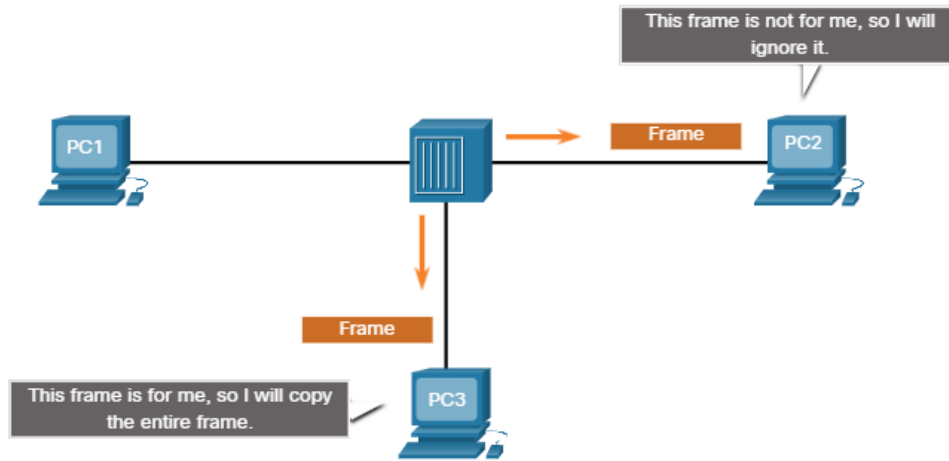 This frame is not for me, so I will
ignore it.
PC1
Frame
PC2
Frame
This frame is for me, so I will copy
the entire frame.
PC3